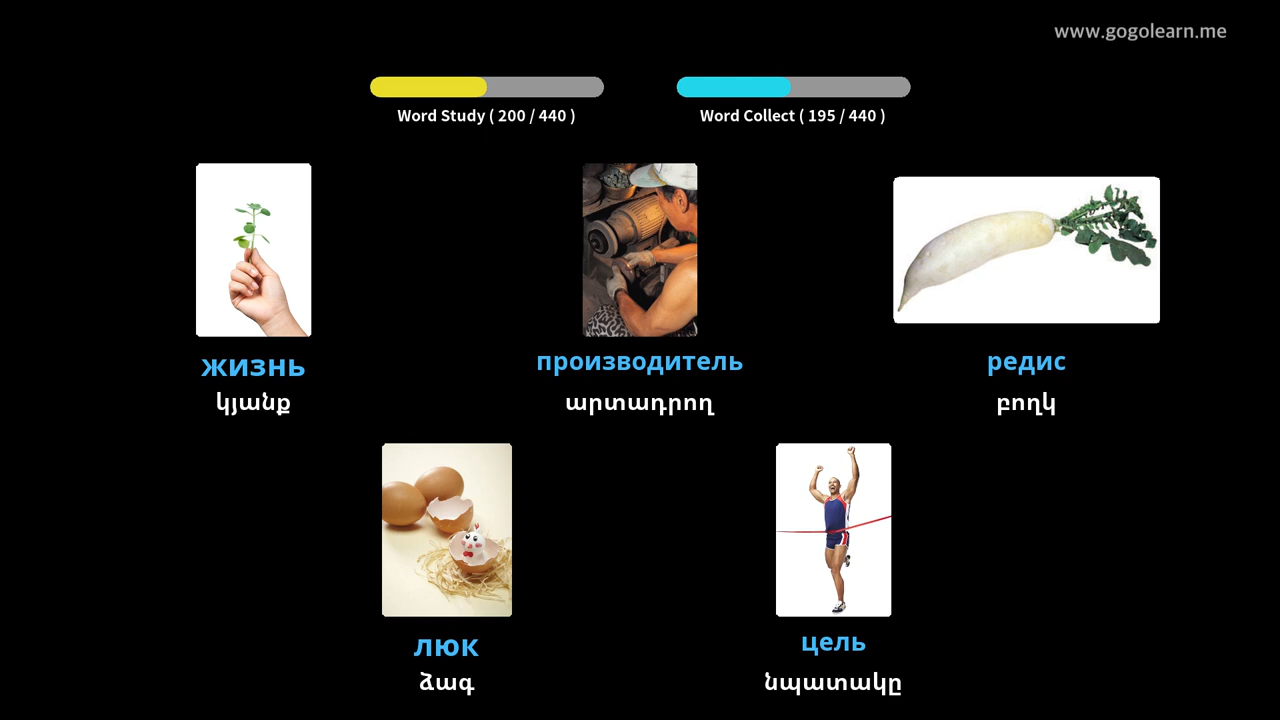 www.gogolearn.me
Word Study ( 200 / 440 )
Word Collect ( 195 / 440 )
жизнь
կյանք
производитель
արտադրող
редис
բողկ
люк
ձագ
цель
նպատակը